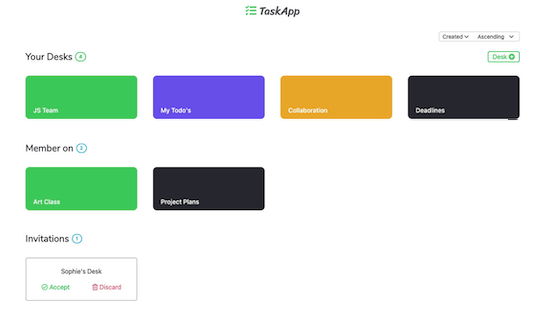 TaskApp
Created Ascending
Your Desks 4
Desk
JS Team My Todo's Collaboration Deadlines
Member on 2
Art Class Project Plans
Invitations 1
Sophie's Desk
Accept Discard